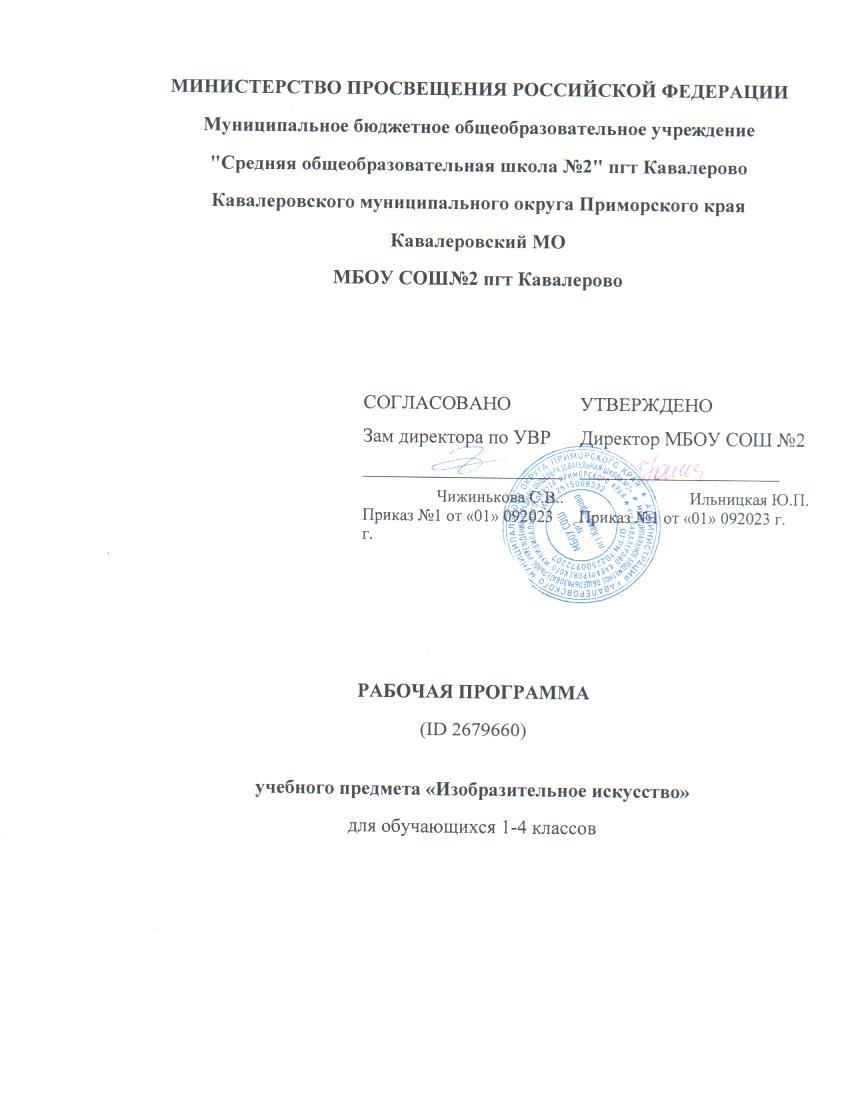 МИНИСТЕРСТВО ПРОСВЕЩЕНИЯ РОССИЙСКОЙ ФЕДЕРАЦИИ
Муниципальное бюджетное общеобразовательное учреждение
"Средняя общеобразовательная школа №2" пгт Кавалерово
Кавалеровского муниципального округа Приморского края
Кавалеровский МО
МБОУ СОШ№2 пгт Кавалерово
СОГЛАСОВАНО
Зам директора по УВР
Чижинькова С.В..
Приказ №1 от «01» 092023
г.
УТВЕРЖДЕНО
Директор МБОУ СОШ №2
Ильницкая Ю.П.
Приказ №1 от «01» 092023 г.
МБОУ СОШ
РАБОЧАЯ ПРОГРАММА
(ID 2679660)
учебного предмета «Изобразительное искусство»
для обучающихся 1-4 классов